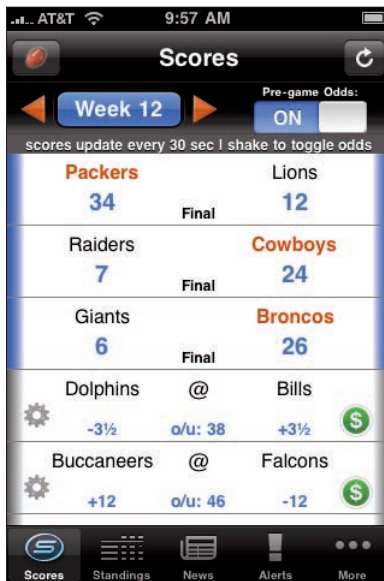 AT&T 9:57 AM
Scores
Pre-game Odds:
Week 12 ON
scores update every 30 sec | shake to toggle odds
Packers Lions
34 Final 12
Raiders Cowboys
7 Final 24
Giants Broncos
6 Final 26
Dolphins @ Bills
-3½ o/u: 38 +3½ $
Buccaneers @ Falcons
+12 o/u: 46 -12 $
S
Scores Standings News Alerts More